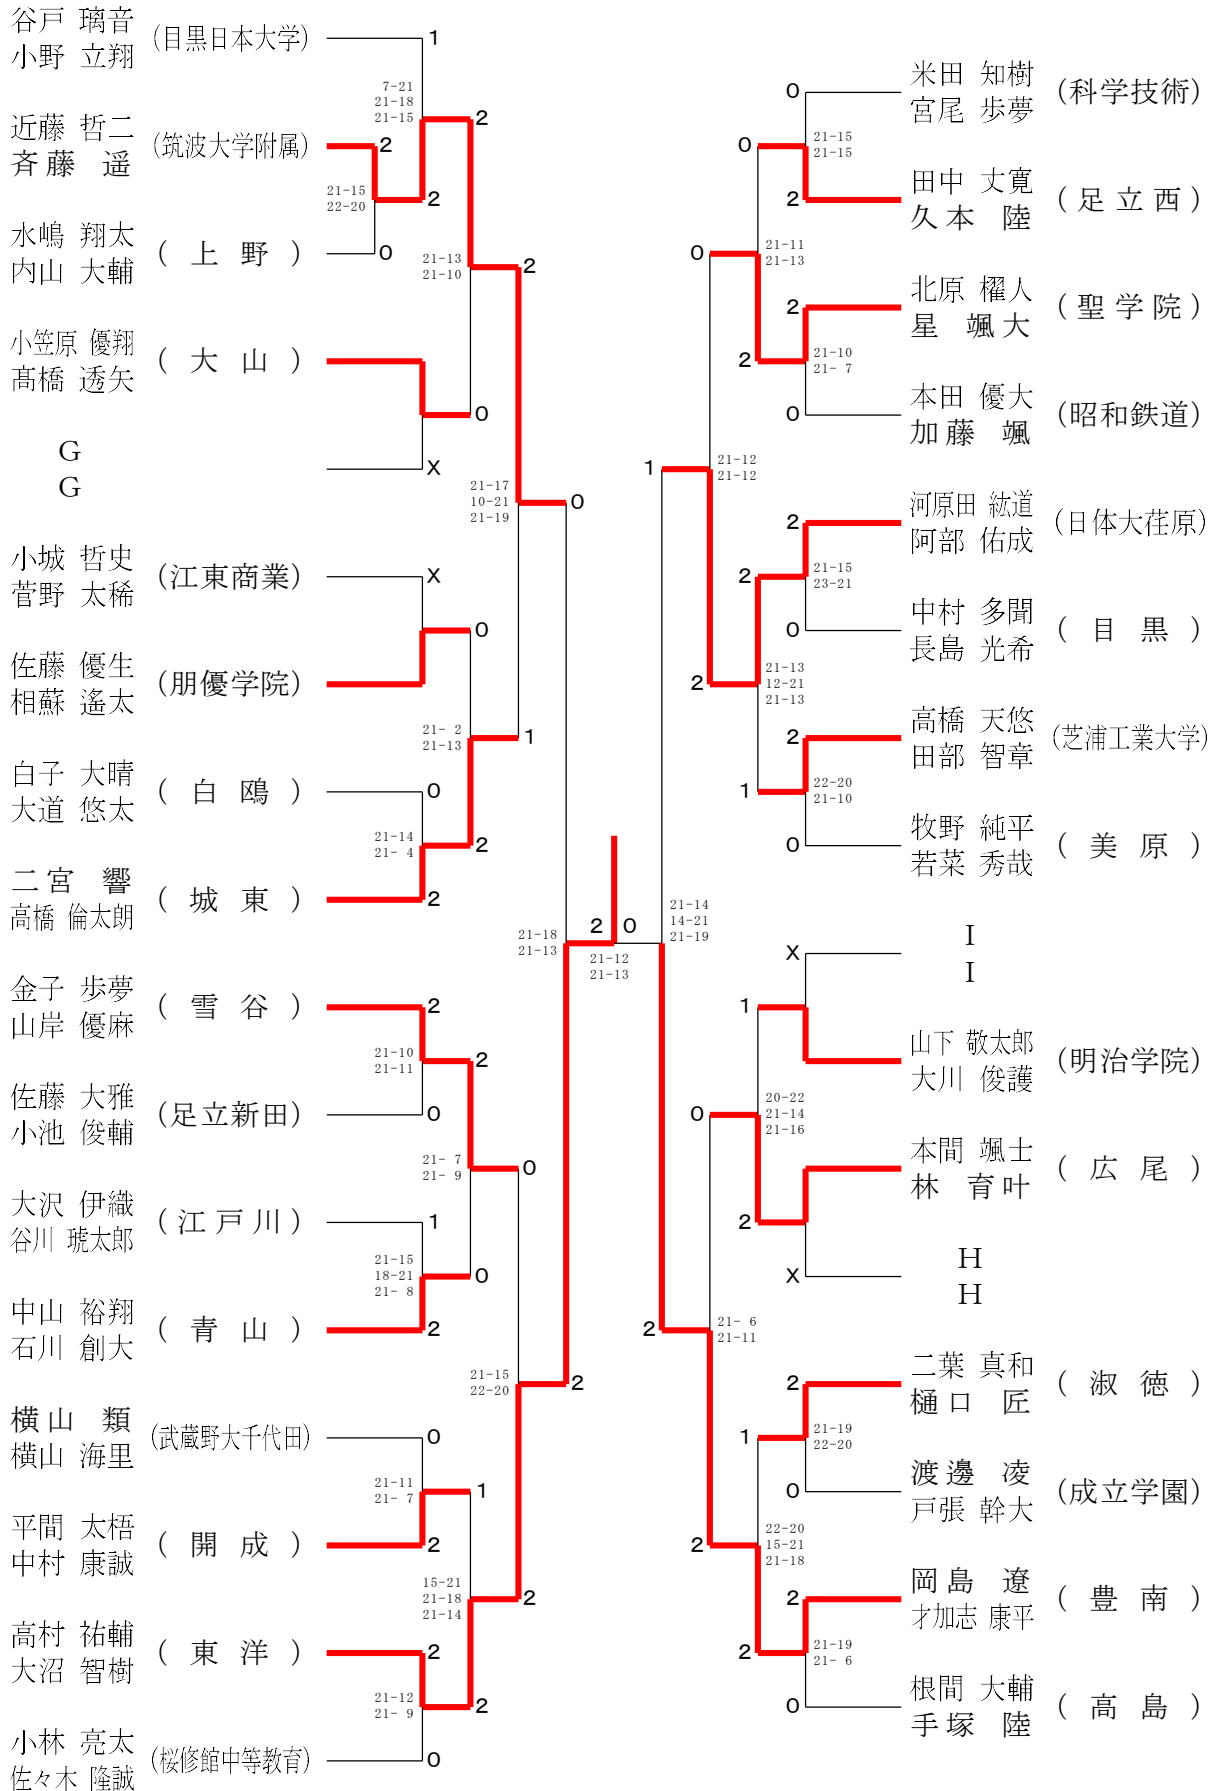 谷戸 璃音
小野 立翔
(目黒日本大学)
1
7-21
21-18
21-15
2
近藤 哲二
斉藤 遥
(筑波大学附属)
2
21-15
22-20
2
水嶋 翔太
内山 大輔
( 上 野 )
0
21-13
21-10
2
小笠原 優翔
髙橋 透矢
( 大 山 )
0
G
G
X
21-17
10-21
21-19
0
小城 哲史
菅野 太稀
(江東商業)
X
0
佐藤 優生
相蘇 遙太
(朋優学院)
21- 2
21-13
1
白子 大晴
大道 悠太
( 白 鴎 )
0
21-14
21- 4
2
二宮 響
高橋 倫太朗
( 城 東 )
2
21-18
21-13
2
0
21-12
21-13
金子 歩夢
山岸 優麻
( 雪 谷 )
2
21-10
21-11
2
佐藤 大雅
小池 俊輔
(足立新田)
0
21- 7
21- 9
0
大沢 伊織
谷川 琥太郎
( 江 戸 川 )
1
21-15
18-21
21- 8
0
中山 裕翔
石川 創大
( 青 山 )
2
21-15
22-20
2
横山 類
横山 海里
(武蔵野大千代田)
0
21-11
21- 7
1
平間 太梧
中村 康誠
( 開 成 )
2
15-21
21-18
21-14
2
高村 祐輔
大沼 智樹
( 東 洋 )
2
21-12
21- 9
2
小林 亮太
佐々木 隆誠
(桜修館中等教育)
0
0
米田 知樹
宮尾 歩夢
(科学技術)
0
21-15
21-15
2
田中 丈寛
久本 陸
( 足 立 西 )
0
21-11
21-13
2
北原 櫂人
星 颯大
( 聖 学 院 )
2
21-10
21- 7
0
本田 優大
加藤 颯
(昭和鉄道)
1
21-12
21-12
2
河原田 紘道
阿部 佑成
(日体大荏原)
2
21-15
23-21
0
中村 多聞
長島 光希
( 目 黒 )
2
21-13
12-21
21-13
2
高橋 天悠
田部 智章
(芝浦工業大学)
1
22-20
21-10
0
牧野 純平
若菜 秀哉
( 美 原 )
21-14
14-21
21-19
X
I
I
1
山下 敬太郎
大川 俊護
(明治学院)
0
20-22
21-14
21-16
本間 颯士
林 育叶
( 広 尾 )
2
X
H
H
2
21- 6
21-11
2
二葉 真和
樋口 匠
( 淑 徳 )
1
21-19
22-20
0
渡邊 凌
戸張 幹大
(成立学園)
2
22-20
15-21
21-18
2
岡島 遼
才加志 康平
( 豊 南 )
2
21-19
21- 6
0
根間 大輔
手塚 陸
( 高 島 )